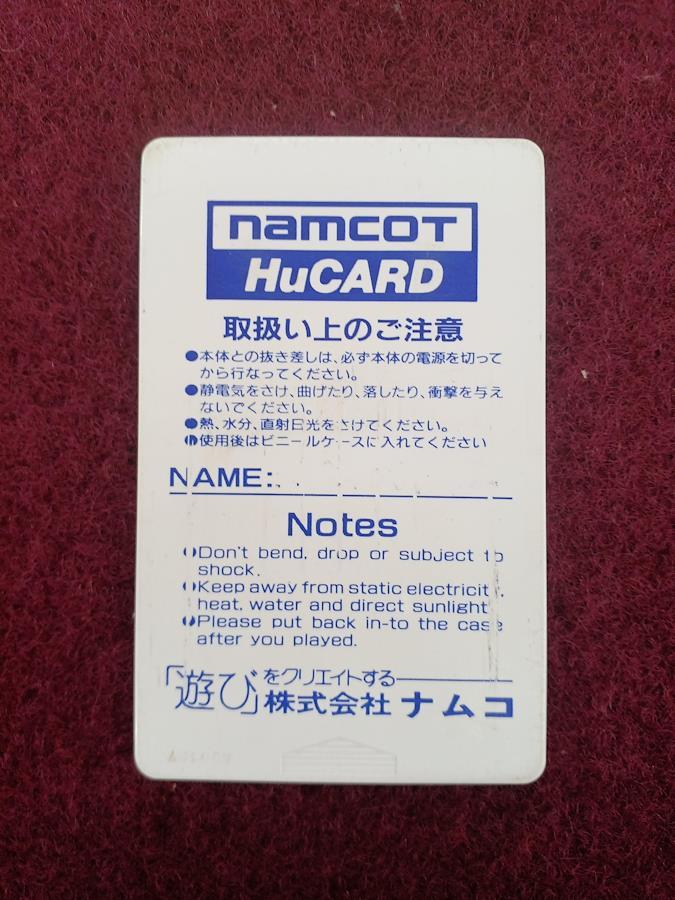 namcot
HuCARD
取扱い上のご注意
●本体との抜き差しは、必ず本体の電源を切って
から行なってください。
●静電気をさけ、曲げたり、落したり、衝撃を与え
ないでください。
●熱、水分、直射日光をさけてください。
●使用後はビニールケースに入れてください
NAME:
Notes
●Don't bend, drop or subject to
shock.
●Keep away from static electricity,
heat, water and direct sunlight
●Please put back in-to the case
after you played.
「遊び」をクリエイトする
株式会社ナムコ